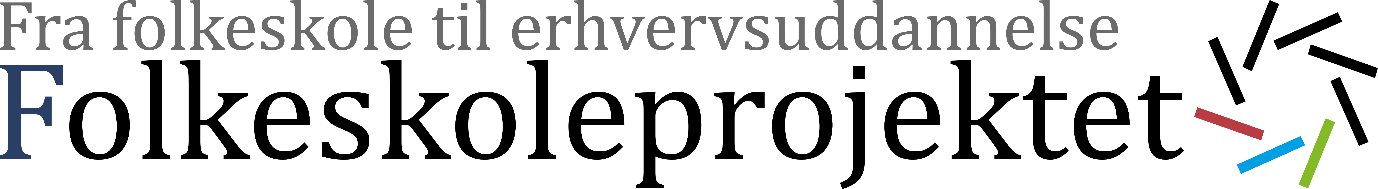 Fra folkeskole til erhvervsuddannelse
Folkeskoleprojektet